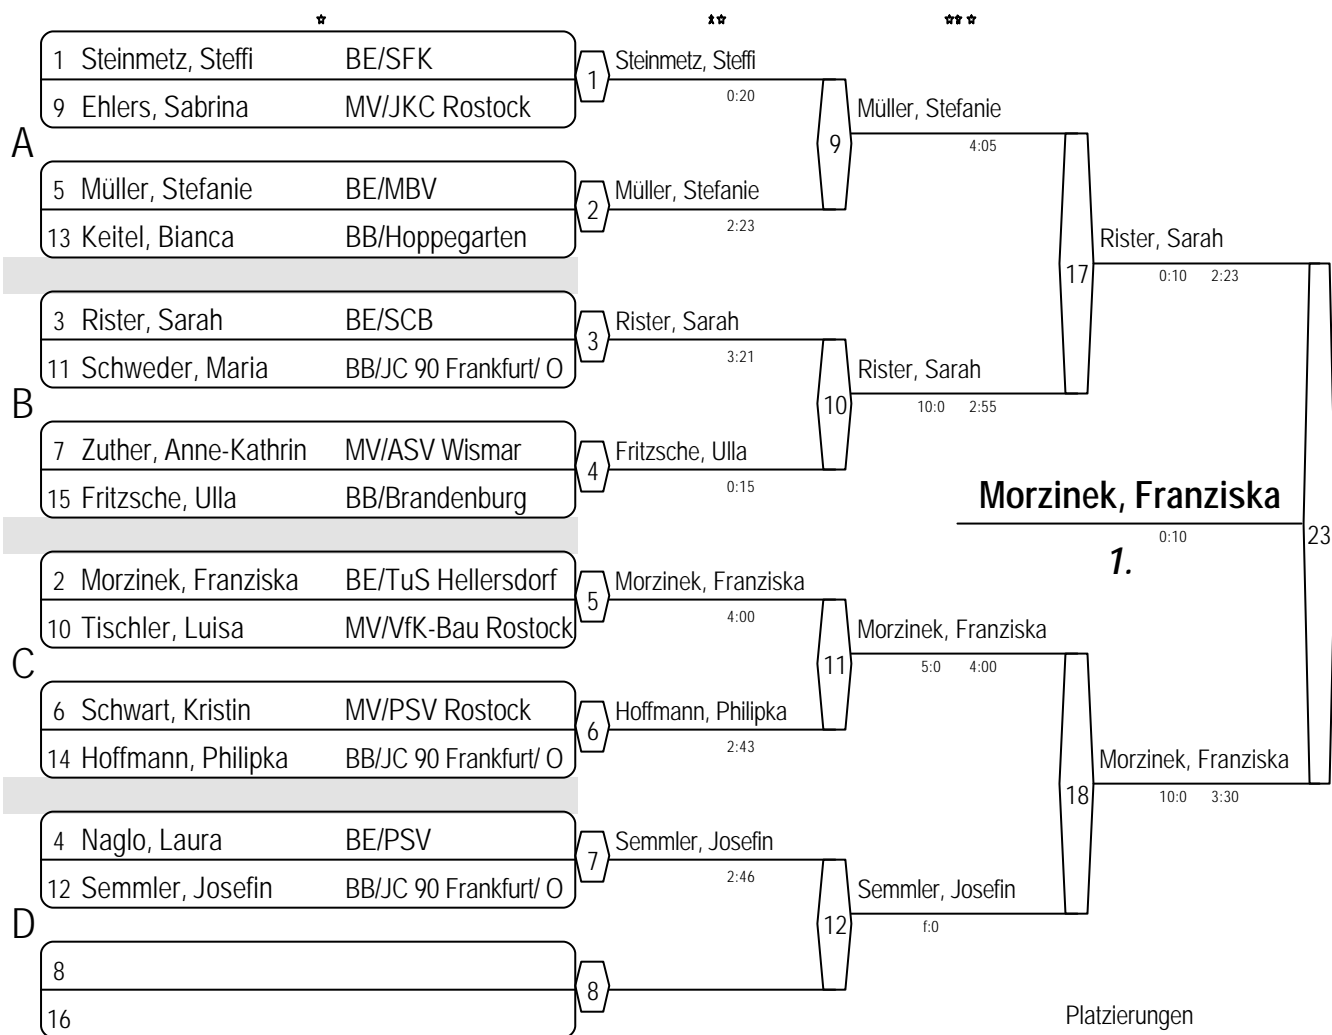 1 Steinmetz, Steffi BE/SFK
9 Ehlers, Sabrina MV/JKC Rostock
1
Steinmetz, Steffi
0:20
A
5 Müller, Stefanie BE/MBV
13 Keitel, Bianca BB/Hoppegarten
2
Müller, Stefanie
2:23
9
Müller, Stefanie
4:05
3 Rister, Sarah BE/SCB
11 Schweder, Maria BB/JC 90 Frankfurt/ O
3
Rister, Sarah
3:21
B
7 Zuther, Anne-Kathrin MV/ASV Wismar
15 Fritzsche, Ulla BB/Brandenburg
4
Fritzsche, Ulla
0:15
10
Rister, Sarah
10:0 2:55
17
Rister, Sarah
0:10 2:23
2 Morzinek, Franziska BE/TuS Hellersdorf
10 Tischler, Luisa MV/VfK-Bau Rostock
5
Morzinek, Franziska
4:00
C
6 Schwart, Kristin MV/PSV Rostock
14 Hoffmann, Philipka BB/JC 90 Frankfurt/ O
6
Hoffmann, Philipka
2:43
11
Morzinek, Franziska
5:0 4:00
4 Naglo, Laura BE/PSV
12 Semmler, Josefin BB/JC 90 Frankfurt/ O
7
Semmler, Josefin
2:46
D
8
16
8
12
Semmler, Josefin
f:0
18
Morzinek, Franziska
10:0 3:30
23
Morzinek, Franziska
0:10
1.
Platzierungen